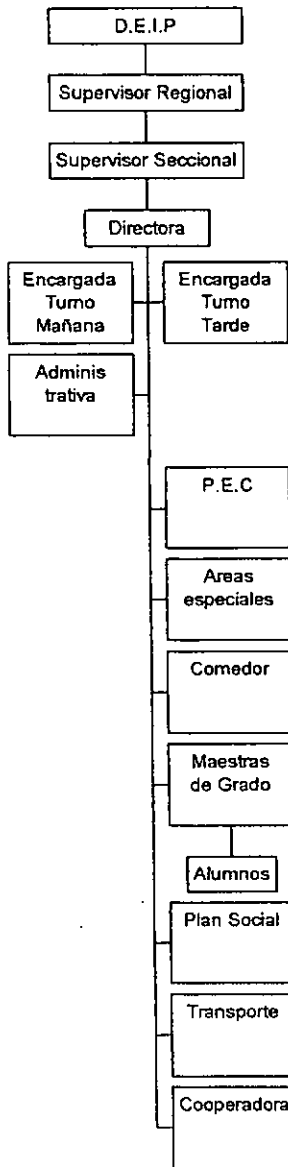 D.E.I.P
Supervisor Regional
Supervisor Seccional
Directora
Encargada
Turno
Mañana
Encargada
Turno
Tarde
Adminis
trativa
P.E.C
Areas
especiales
Comedor
Maestras
de Grado
Alumnos
Plan Social
Transporte
Cooperadora